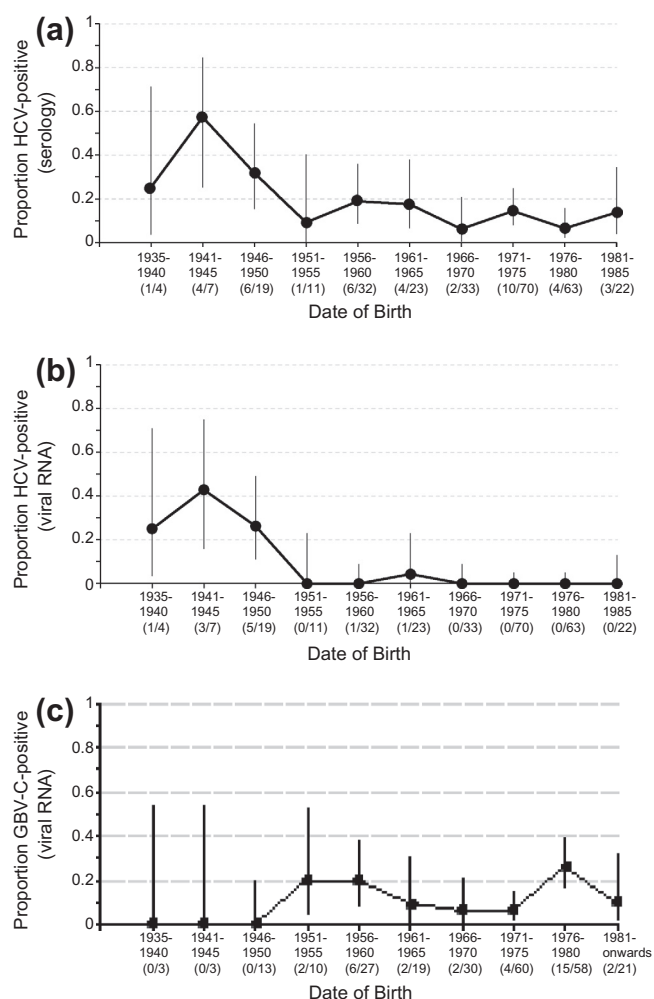 (a)
Proportion HCV-positive
(serology)
1
0.8
0.6
0.4
0.2
0
1935- 1941- 1946- 1951- 1956- 1961- 1966- 1971- 1976- 1981-
1940 1945 1950 1955 1960 1965 1970 1975 1980 1985
(1/4) (4/7) (6/19) (1/11) (6/32) (4/23) (2/33) (10/70) (4/63) (3/22)
Date of Birth
(b)
Proportion HCV-positive
(viral RNA)
1
0.8
0.6
0.4
0.2
0
1935- 1941- 1946- 1951- 1956- 1961- 1966- 1971- 1976- 1981-
1940 1945 1950 1955 1960 1965 1970 1975 1980 1985
(1/4) (3/7) (5/19) (0/11) (1/32) (1/23) (0/33) (0/70) (0/63) (0/22)
Date of Birth
(c)
Proportion GBV-C-positive
(viral RNA)
1
0.8
0.6
0.4
0.2
0
1935- 1941- 1946- 1951- 1956- 1961- 1966- 1971- 1976- 1981-
1940 1945 1950 1955 1960 1965 1970 1975 1980 onwards
(0/3) (0/3) (0/13) (2/10) (6/27) (2/19) (2/30) (4/60) (15/58) (2/21)
Date of Birth